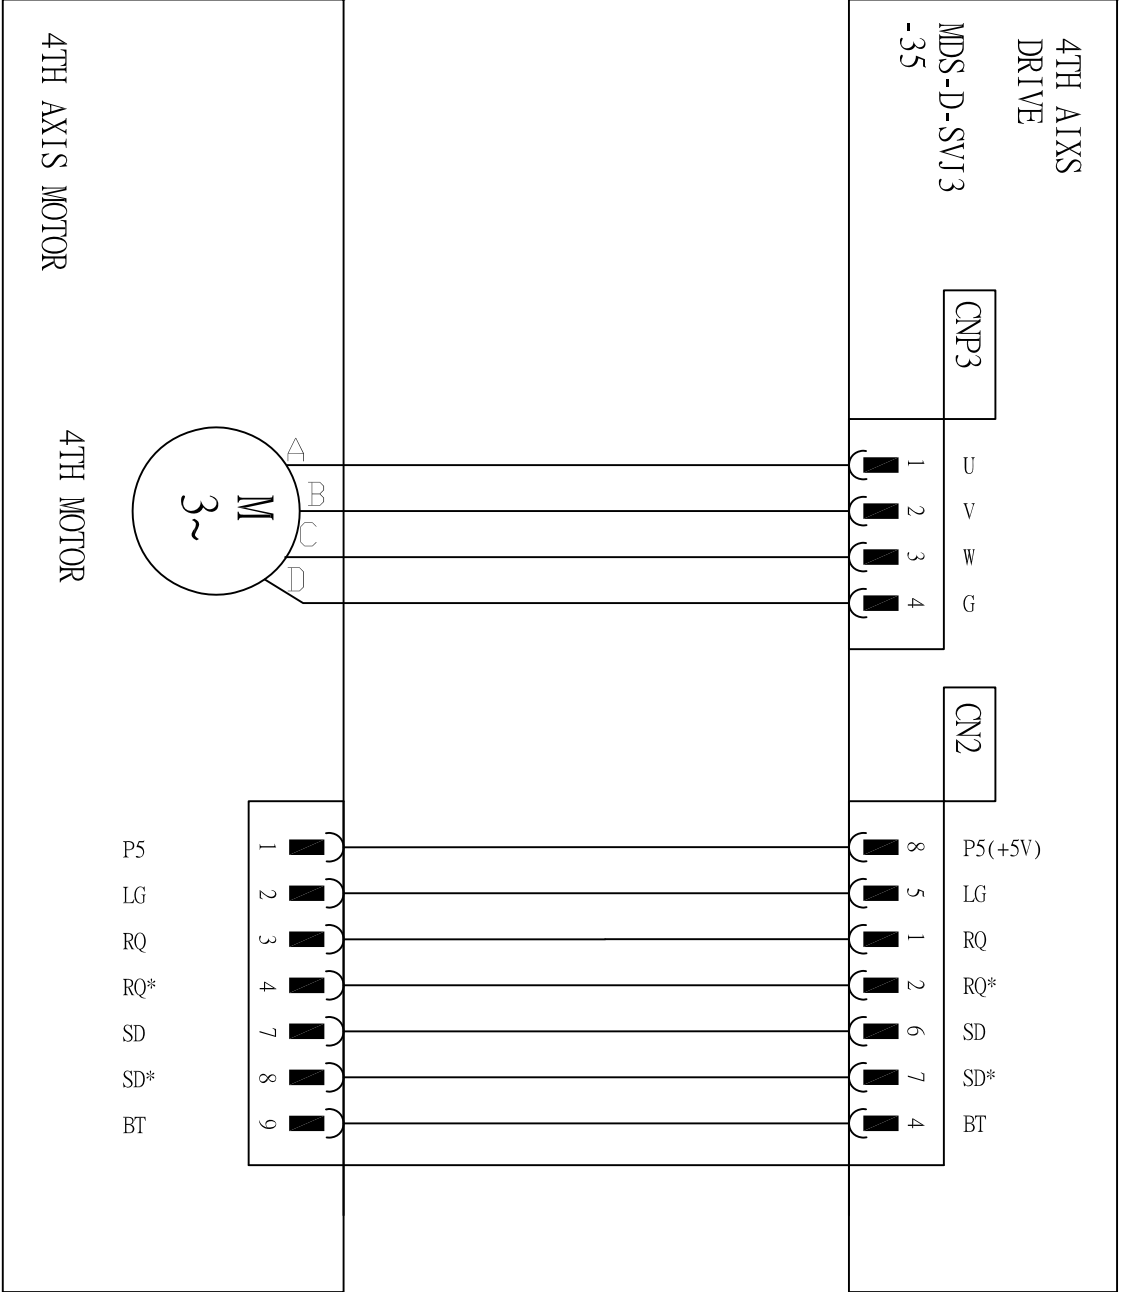 4TH AIXS
DRIVE
MDS-D-SVJ3
-35
4TH AXIS MOTOR
CNP3
4TH MOTOR
M
3~
A 1 U
B 2 V
C 3 W
D 4 G
CN2
P5 1 8 P5(+5V)
LG 2 5 LG
RQ 3 1 RQ
RQ* 4 2 RQ*
SD 7 6 SD
SD* 8 7 SD*
BT 9 4 BT